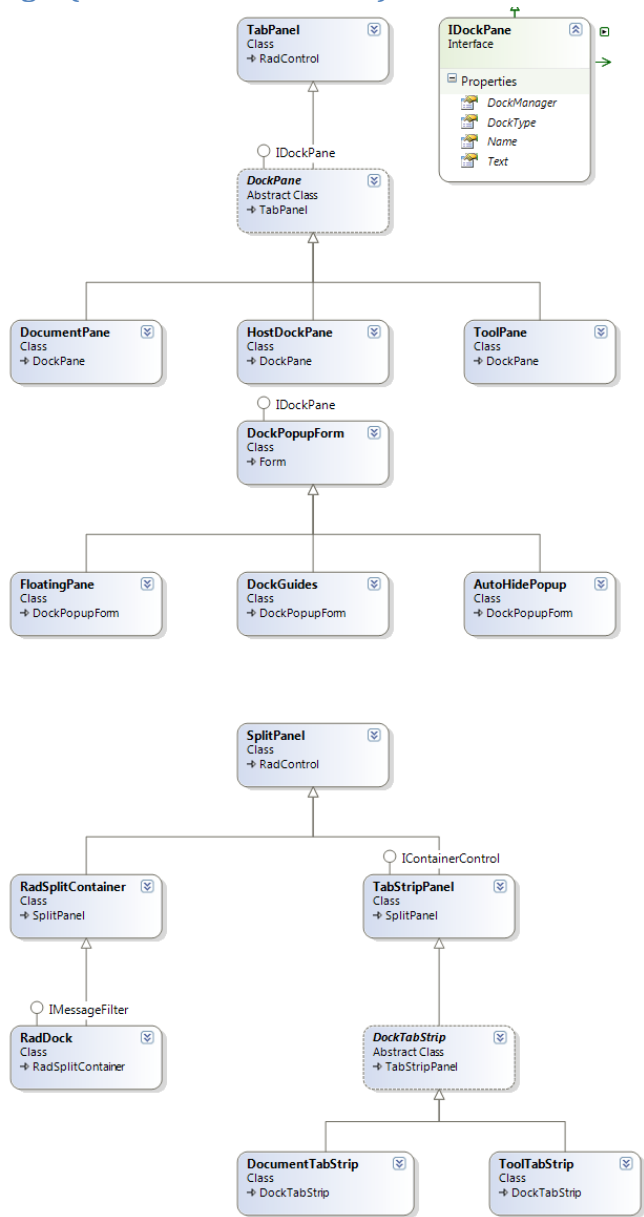 TabPanel
Class
RadControl
IDockPane
Interface
Properties
DockManager
DockType
Name
Text
IDockPane
DockPane
Abstract Class
TabPanel
DocumentPane
Class
DockPane
HostDockPane
Class
DockPane
ToolPane
Class
DockPane
IDockPane
DockPopupForm
Class
Form
FloatingPane
Class
DockPopupForm
DockGuides
Class
DockPopupForm
AutoHidePopup
Class
DockPopupForm
SplitPanel
Class
RadControl
RadSplitContainer
Class
SplitPanel
IContainerControl
TabStripPanel
Class
SplitPanel
IMessageFilter
RadDock
Class
RadSplitContainer
DockTabStrip
Abstract Class
TabStripPanel
DocumentTabStrip
Class
DockTabStrip
ToolTabStrip
Class
DockTabStrip